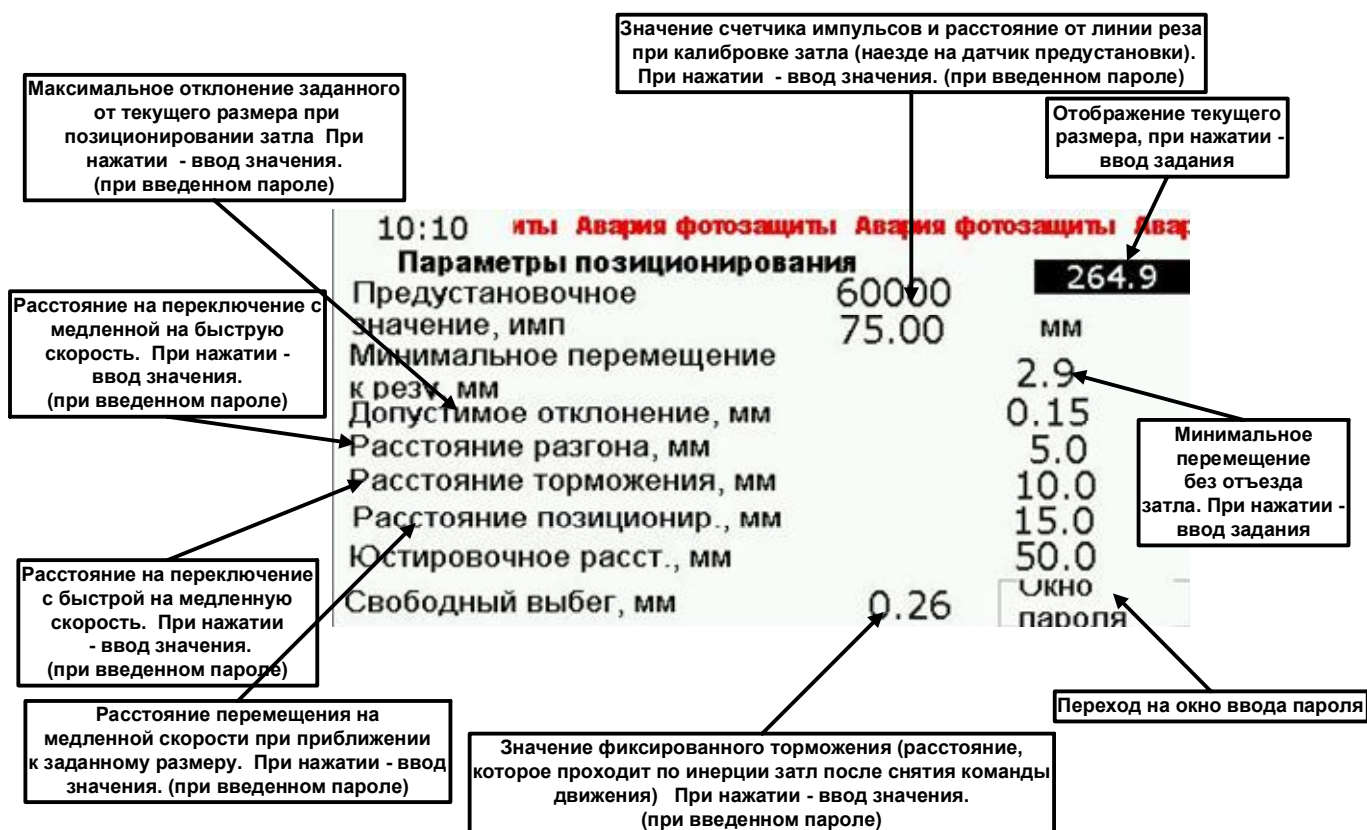 Значение счетчика импульсов и расстояние от линии реза
при калибровке затла (наезде на датчик предустановки).
При нажатии - ввод значения. (при введенном пароле)
Максимальное отклонение заданного
от текущего размера при
позиционировании затла При
нажатии - ввод значения.
(при введенном пароле)
Отображение текущего
размера, при нажатии -
ввод задания
10:10 иты Авария фотозащиты Авария фотозащиты Авар
Параметры позиционирования
264.9
Предустановочное 60000
значение, имп 75.00 мм
Минимальное перемещение
к резу, мм 2.9
Допустимое отклонение, мм 0.15
Расстояние разгона, мм 5.0
Расстояние торможения, мм 10.0
Расстояние позиционир., мм 15.0
Юстировочное расст., мм 50.0
Свободный выбег, мм 0.26
Окно
пароля
Расстояние на переключение с
медленной на быструю
скорость. При нажатии -
ввод значения.
(при введенном пароле)
Минимальное
перемещение
без отъезда
затла. При нажатии -
ввод задания
Расстояние на переключение
с быстрой на медленную
скорость. При нажатии
- ввод значения.
(при введенном пароле)
Расстояние перемещения на
медленной скорости при приближении
к заданному размеру. При нажатии - ввод
значения. (при введенном пароле)
Значение фиксированного торможения (расстояние,
которое проходит по инерции затл после снятия команды
движения) При нажатии - ввод значения.
(при введенном пароле)
Переход на окно ввода пароля